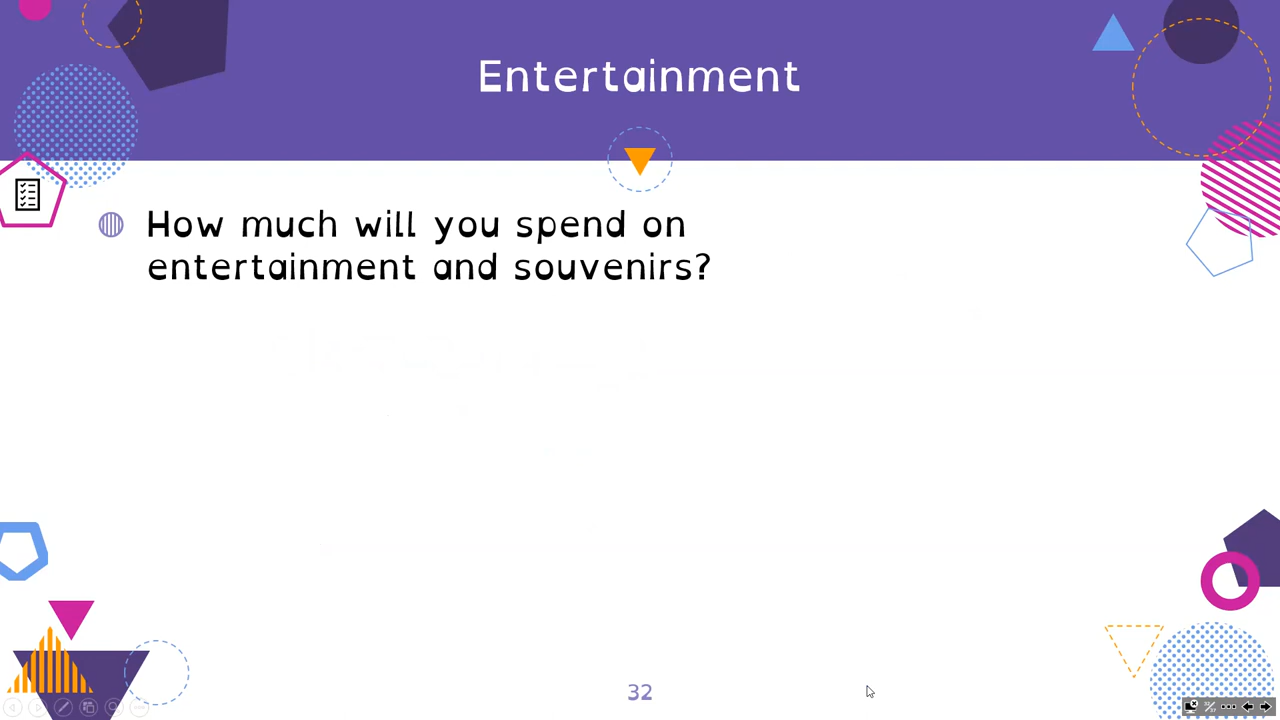 Entertainment
How much will you spend on
entertainment and souvenirs?
32